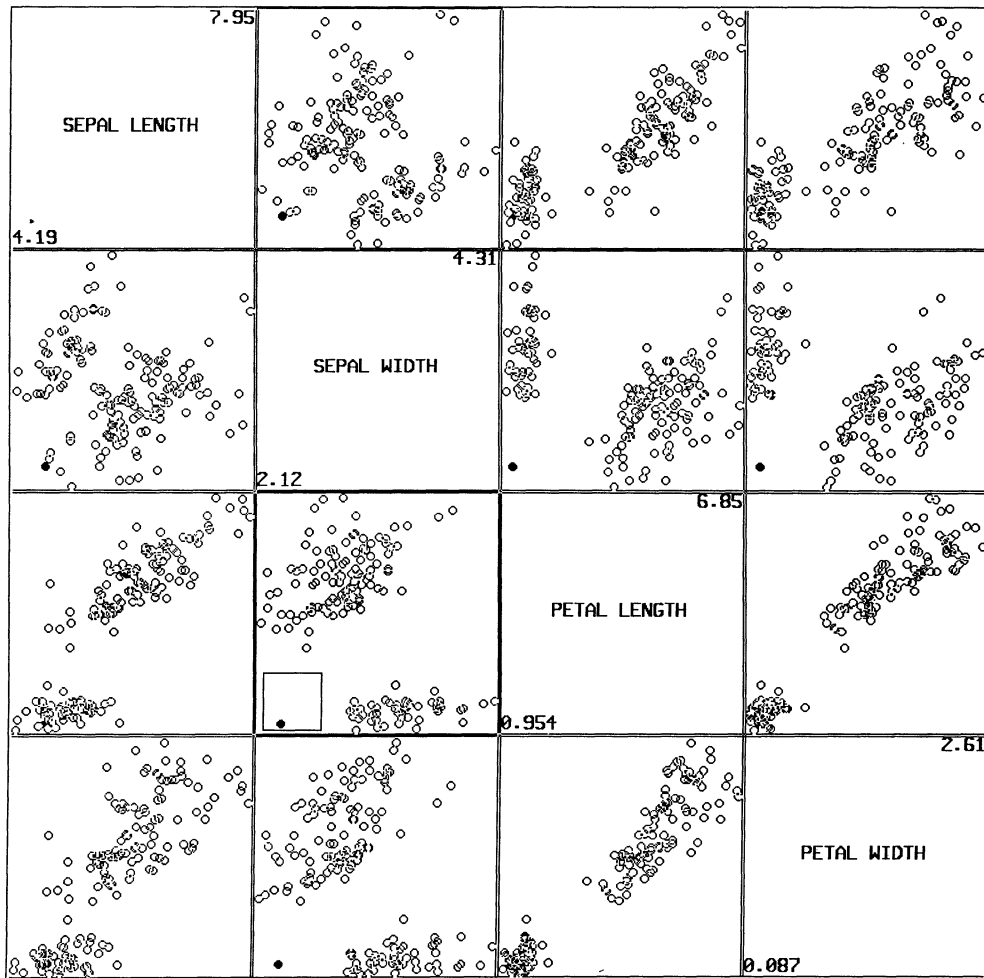 7.95
SEPAL LENGTH
4.19
4.31
SEPAL WIDTH
2.12
6.85
PETAL LENGTH
0.954
2.61
PETAL WIDTH
0.087